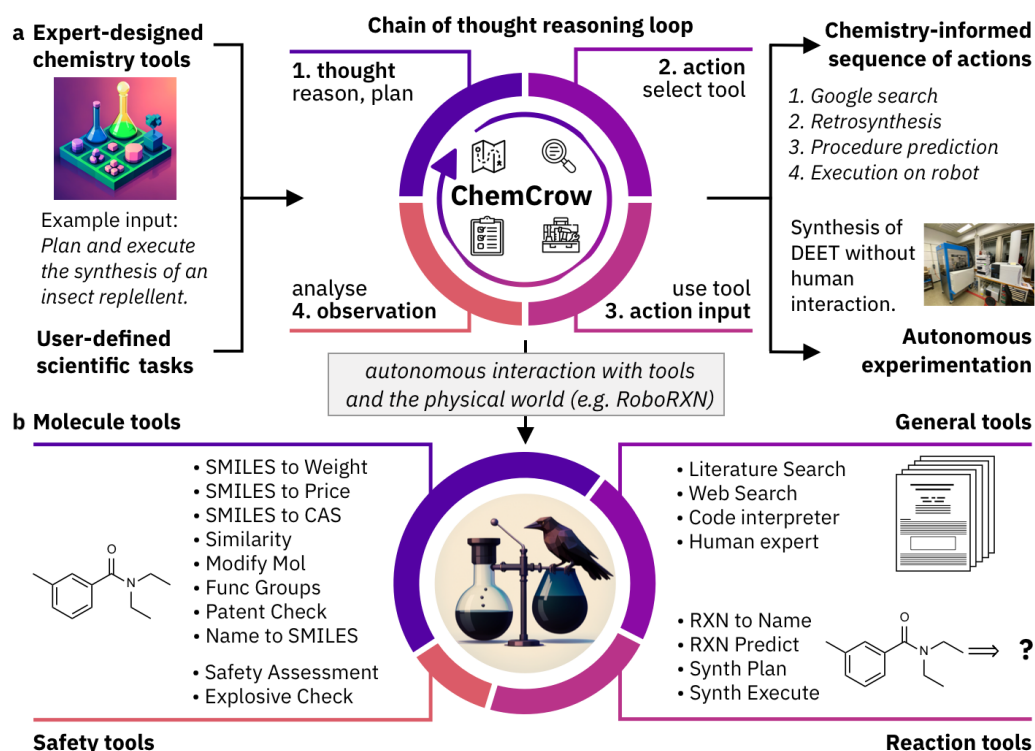 a Expert-designed
chemistry tools
Example input:
Plan and execute
the synthesis of an
insect repllellent.
User-defined
scientific tasks
Chain of thought reasoning loop
1. thought
reason, plan
2. action
select tool
ChemCrow
analyse
4. observation
use tool
3. action input
Chemistry-informed
sequence of actions
1. Google search
2. Retrosynthesis
3. Procedure prediction
4. Execution on robot
Synthesis of
DEET without
human
interaction.
Autonomous
experimentation
autonomous interaction with tools
and the physical world (e.g. RoboRXN)
b Molecule tools
• SMILES to Weight
• SMILES to Price
• SMILES to CAS
• Similarity
• Modify Mol
• Func Groups
• Patent Check
• Name to SMILES
O
N
• Safety Assessment
• Explosive Check
Safety tools
General tools
• Literature Search
• Web Search
• Code interpreter
• Human expert
• RXN to Name
• RXN Predict
• Synth Plan
• Synth Execute
O
N
?
Reaction tools